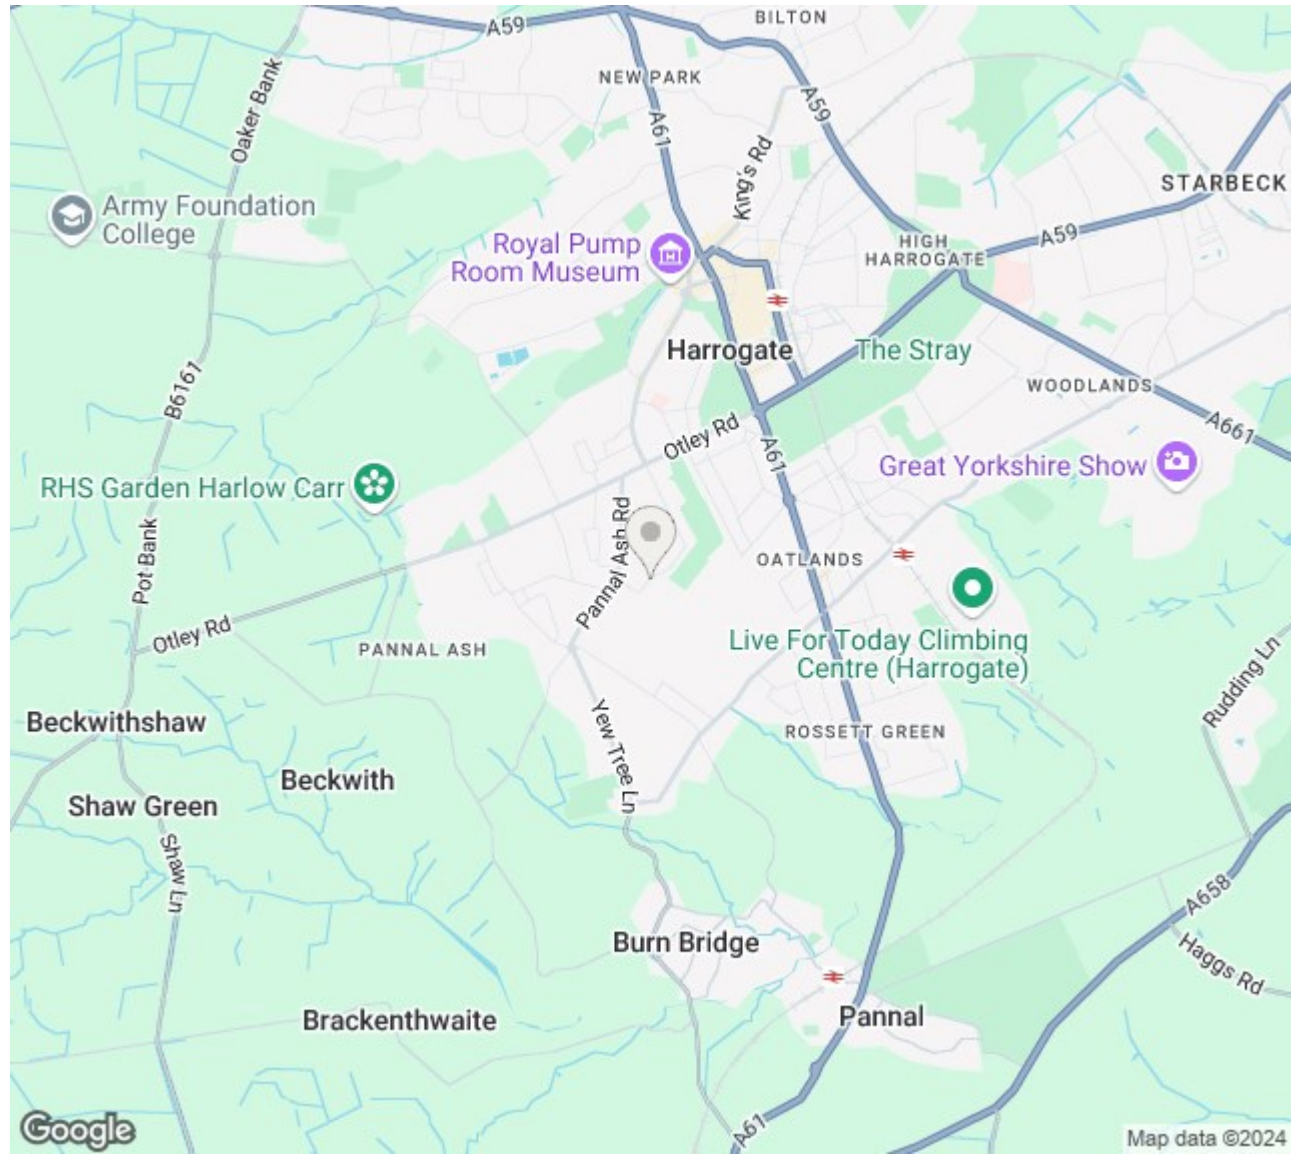 BILTON
A59
NEW PARK
Oaker Bank
A61
A59
King's Rd
STARBECK
Army Foundation
College
Royal Pump
Room Museum
HIGH
HARROGATE
A59
Harrogate
The Stray
B6161
WOODLANDS
Otley Rd
A61
A661
Great Yorkshire Show
RHS Garden Harlow Carr
Pot Bank
Pannal Ash Rd
OATLANDS
Otley Rd
PANNAL ASH
Live For Today Climbing
Centre (Harrogate)
Rudding Ln
Beckwithshaw
Yew Tree Ln
ROSSETT GREEN
Beckwith
Shaw Green
Shaw Ln
A658
Burn Bridge
Haggs Rd
Brackenthwaite
Pannal
A61
Google
Map data ©2024